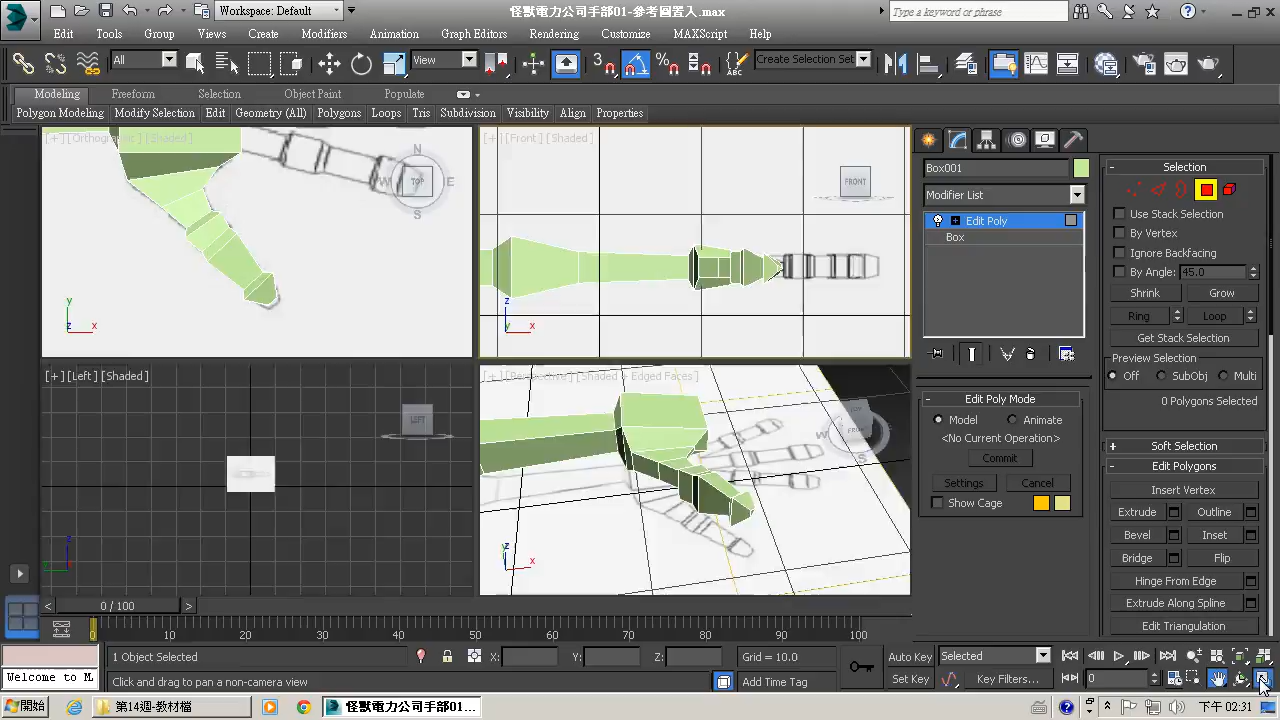 Workspace: Default
怪獸電力公司手部01-參考圖置入.max
Type a keyword or phrase
Edit Tools Group Views Create Modifiers Animation Graph Editors Rendering Customize MAXScript Help
All
View
3
Create Selection Set
Modeling Freeform Selection Object Paint Populate
Polygon Modeling Modify Selection Edit Geometry (All) Polygons Loops Tris Subdivision Visibility Align Properties
[+] [Orthographic] [Shaded]
N
W TOP E
S
y
z x
[+] [Front] [Shaded]
FRONT
z
y x
[+] [Left] [Shaded]
LEFT
z
[+] [Perspective] [Shaded + Edged Faces]
TOP
FRONT
W
S
x
Box001
Modifier List
Edit Poly
Box
Edit Poly Mode
Model Animate
<No Current Operation>
Commit
Settings Cancel
Show Cage
Selection
Use Stack Selection
By Vertex
Ignore Backfacing
By Angle: 45.0
Shrink Grow
Ring Loop
Get Stack Selection
Preview Selection
Off SubObj Multi
0 Polygons Selected
Soft Selection
Edit Polygons
Insert Vertex
Extrude Outline
Bevel Inset
Bridge Flip
Hinge From Edge
Extrude Along Spline
Edit Triangulation
< 0 / 100 >
0 10 20 30 40 50 60 70 80 90 100
1 Object Selected
X: Y: Z:
Grid = 10.0
Auto Key Selected
Welcome to M.
Click and drag to pan a non-camera view
Add Time Tag
Set Key Key Filters...
0
開始
第14週-教材檔
怪獸電力公司手部01...
下午 02:31